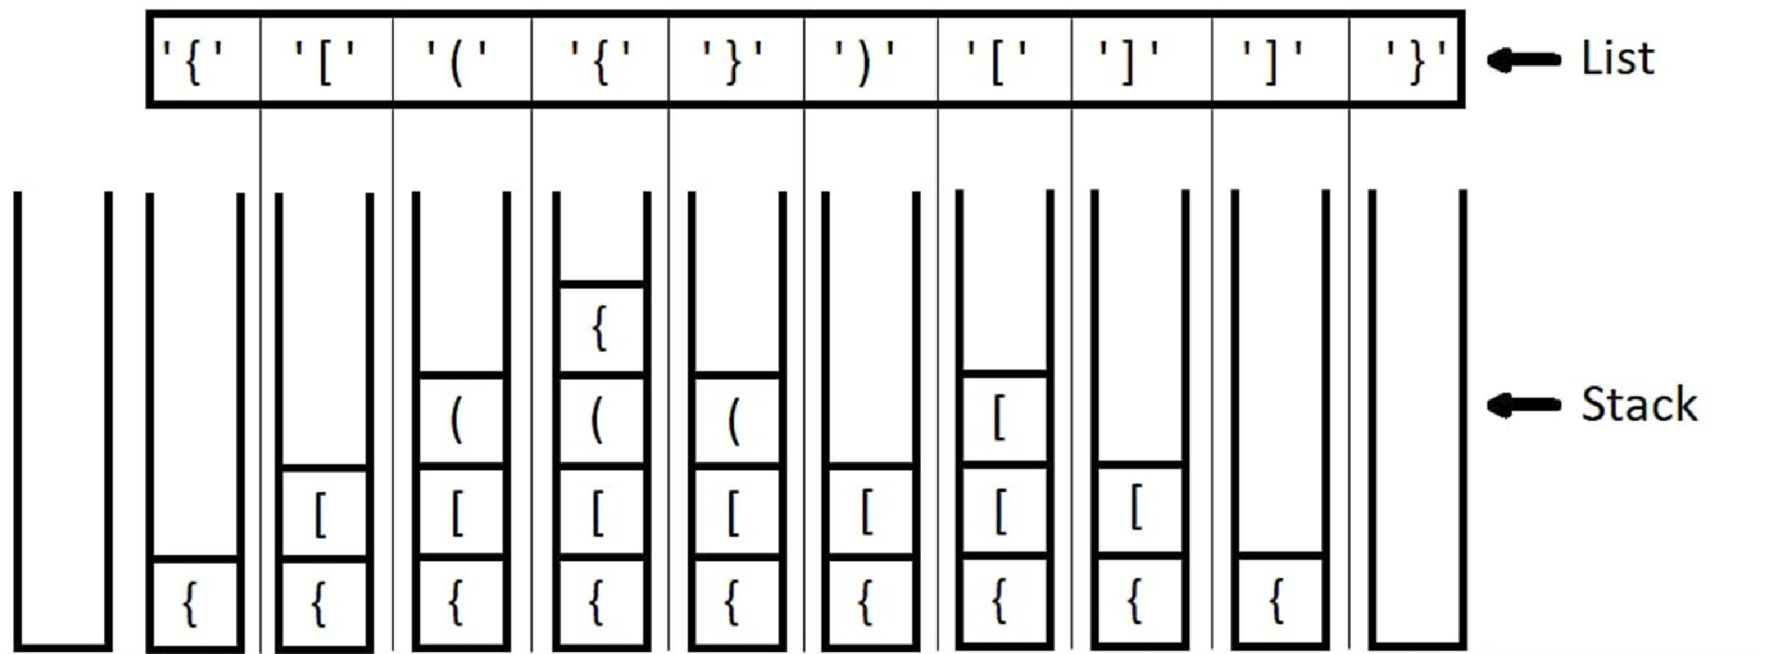 '{' '[' '(' '{' '}' ')' '[' ']' ']' '}' List
{
( ( ( [ Stack
[ [ [ [ [ [ [
{ { { { { { { { {